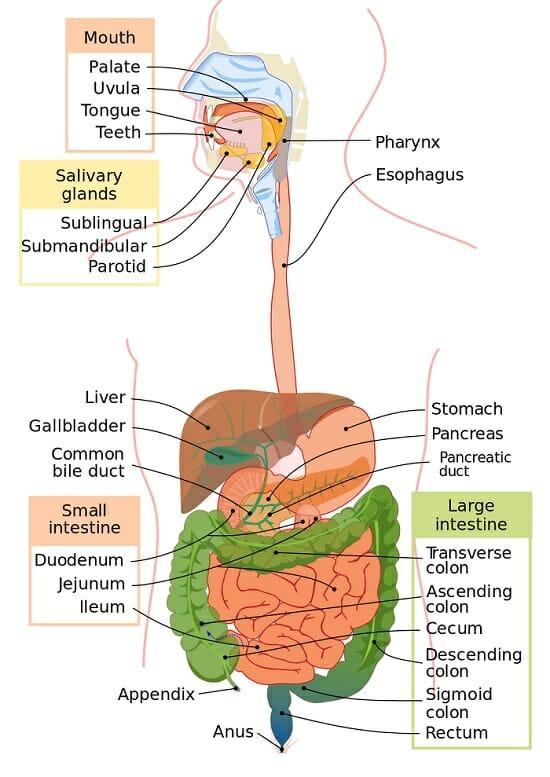 Mouth
Palate
Uvula
Tongue
Teeth
Salivary
glands
Sublingual
Submandibular
Parotid
Pharynx
Esophagus
Liver
Gallbladder
Common
bile duct
Stomach
Pancreas
Pancreatic
duct
Small
intestine
Duodenum
Jejunum
Ileum
Large
intestine
Transverse
colon
Ascending
colon
Cecum
Descending
colon
Sigmoid
colon
Rectum
Appendix
Anus